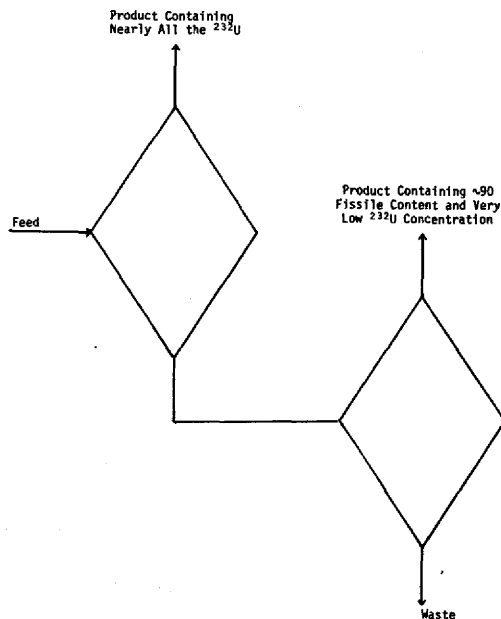 Product Containing
Nearly All the ²³²U
Feed
Product Containing ~90
Fissile Content and Very
Low ²³²U Concentration
Waste